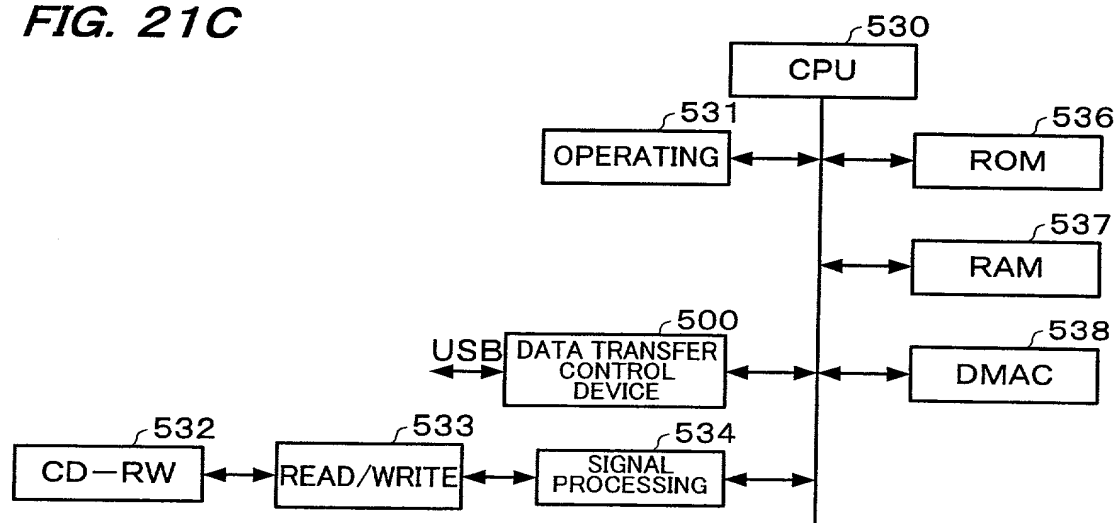 FIG. 21C
530
CPU
531
OPERATING
536
ROM
537
RAM
500
USB
DATA TRANSFER
CONTROL
DEVICE
538
DMAC
532
CD-RW
533
READ/WRITE
534
SIGNAL
PROCESSING